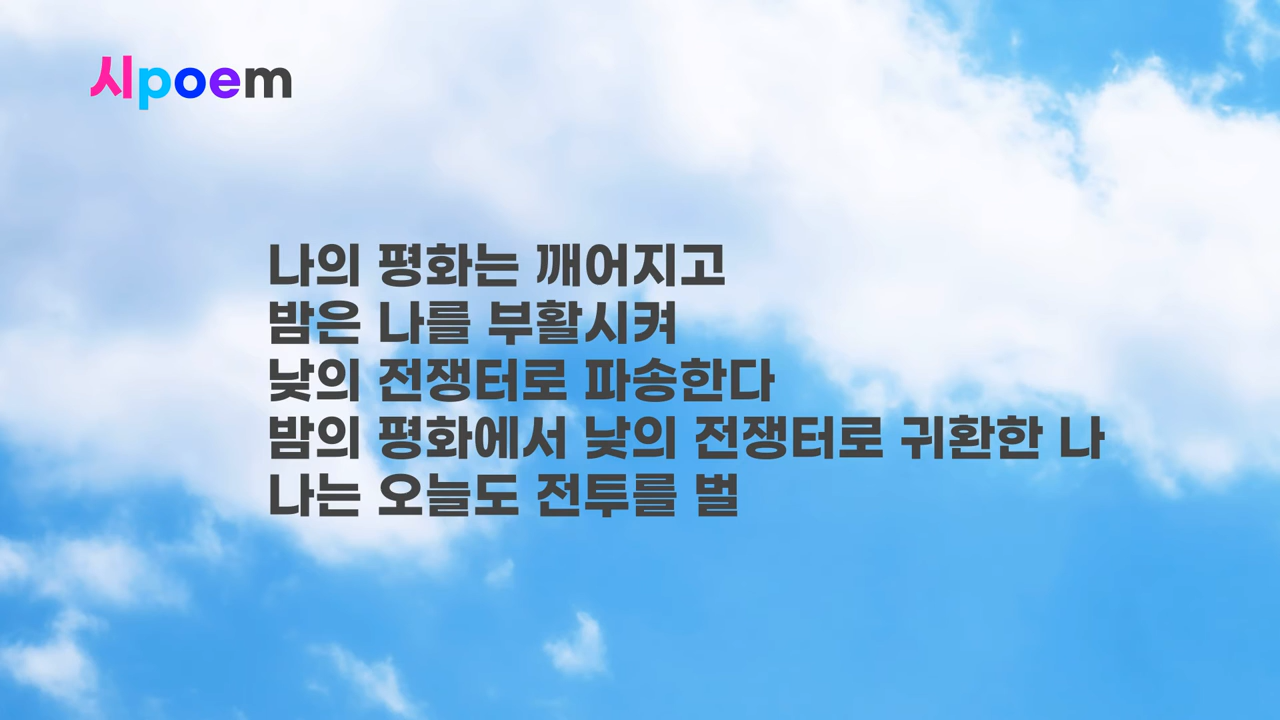 시poem
나의 평화는 깨어지고
밤은 나를 부활시켜
낮의 전쟁터로 파송한다
밤의 평화에서 낮의 전쟁터로 귀환한 나
나는 오늘도 전투를 벌